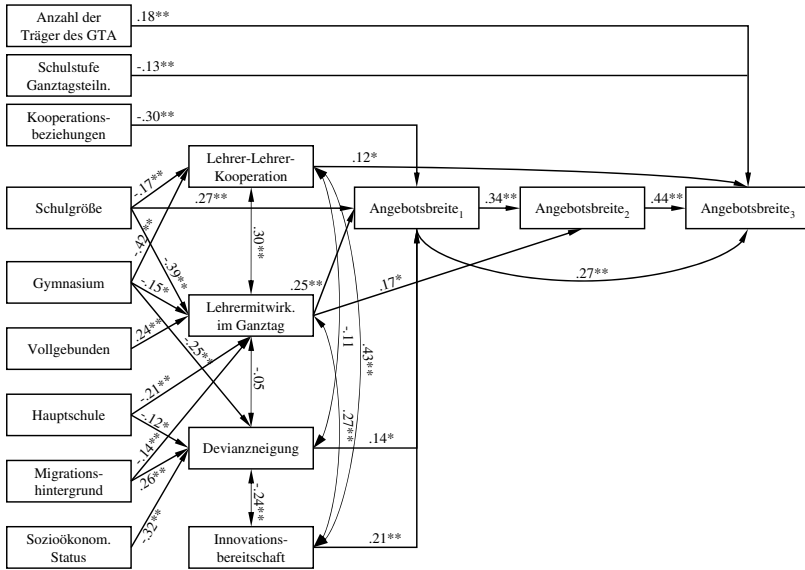 Anzahl der
Träger des GTA
.18**
Schulstufe
Ganztagsteiln.
-.13**
Kooperations-
beziehungen
-.30**
Lehrer-Lehrer-
Kooperation
.12*
Schulgröße
-.17**
.27**
Angebotsbreite1
.34**
Angebotsbreite2
.44**
Angebotsbreite3
-.42**
-.39**
.30**
Gymnasium
-.15*
.25**
.17*
.27**
Lehrermitwirk.
im Ganztag
Vollgebunden
.24**
-.25**
-.11
.43**
-.05
Hauptschule
-.21**
-.12*
.27**
Devianzneigung
.14*
-.14**
Migrations-
hintergrund
.26**
-.24**
Sozioökonom.
Status
-.32**
Innovations-
bereitschaft
.21**